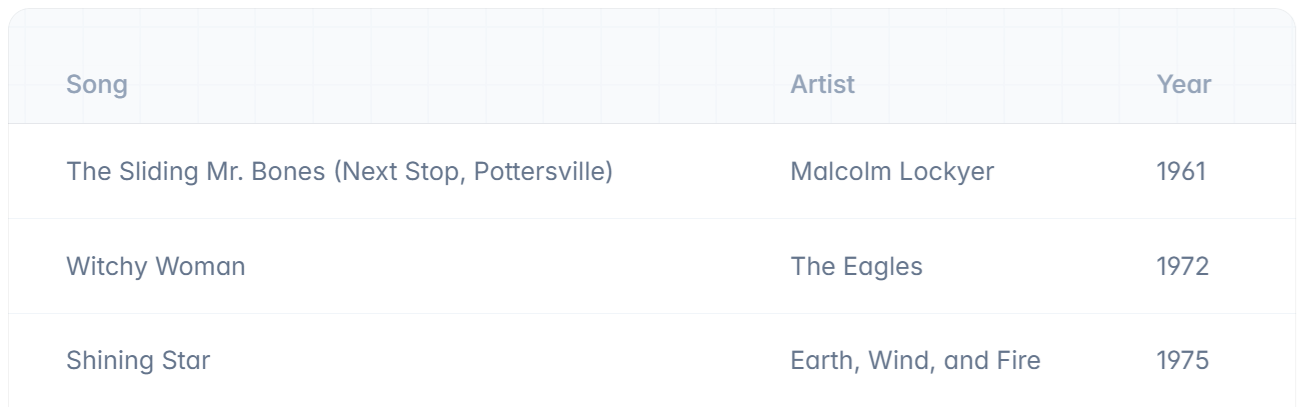 Song Artist Year
The Sliding Mr. Bones (Next Stop, Pottersville) Malcolm Lockyer 1961
Witchy Woman The Eagles 1972
Shining Star Earth, Wind, and Fire 1975